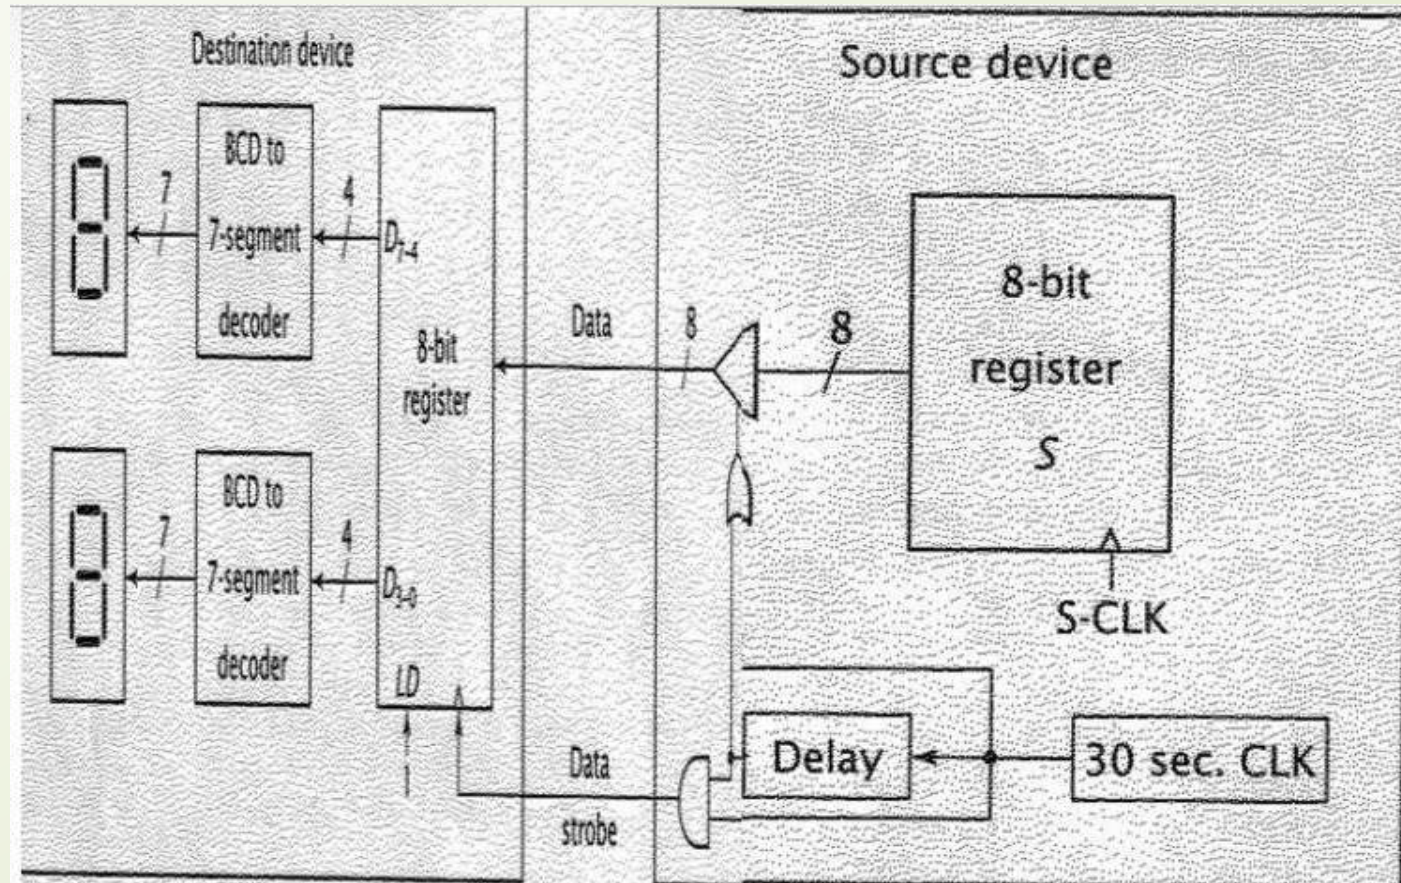 Destination device
BCD to
7-segment
decoder
7
4
D7-4
8-bit
register
BCD to
7-segment
decoder
7
4
D3-0
LD
1
Data
8
Data
strobe
Source device
8
8-bit
register
S
S-CLK
Delay
30 sec. CLK